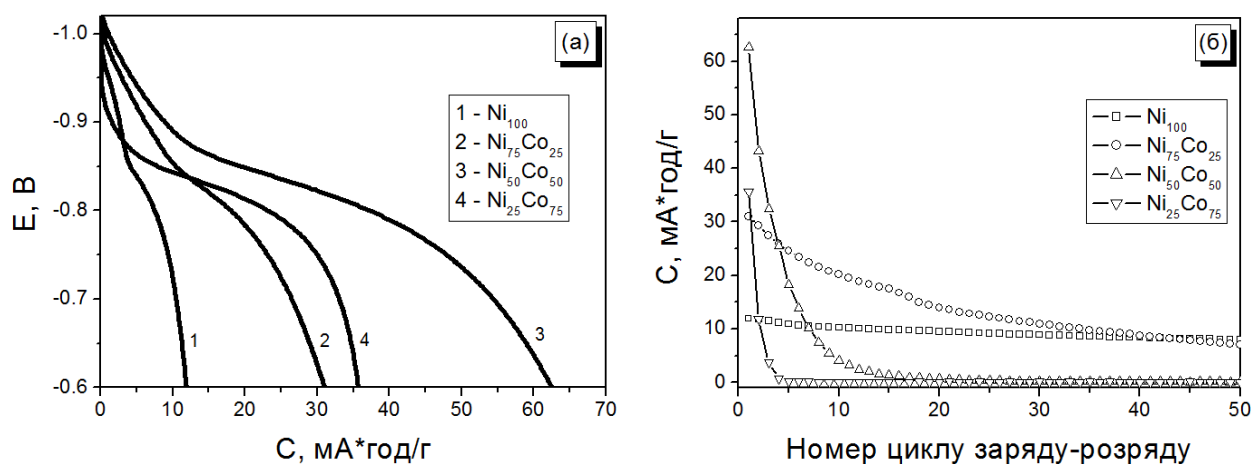 (а)
-1.0
-0.9
-0.8
-0.7
-0.6
E, В
1 - Ni₁₀₀
2 - Ni₇₅Co₂₅
3 - Ni₅₀Co₅₀
4 - Ni₂₅Co₇₅
1
2
4
3
0 10 20 30 40 50 60 70
C, мА*год/г
(б)
60
50
40
30
20
10
0
C, мА*год/г
Ni₁₀₀
Ni₇₅Co₂₅
Ni₅₀Co₅₀
Ni₂₅Co₇₅
0 10 20 30 40 50
Номер циклу заряду-розряду